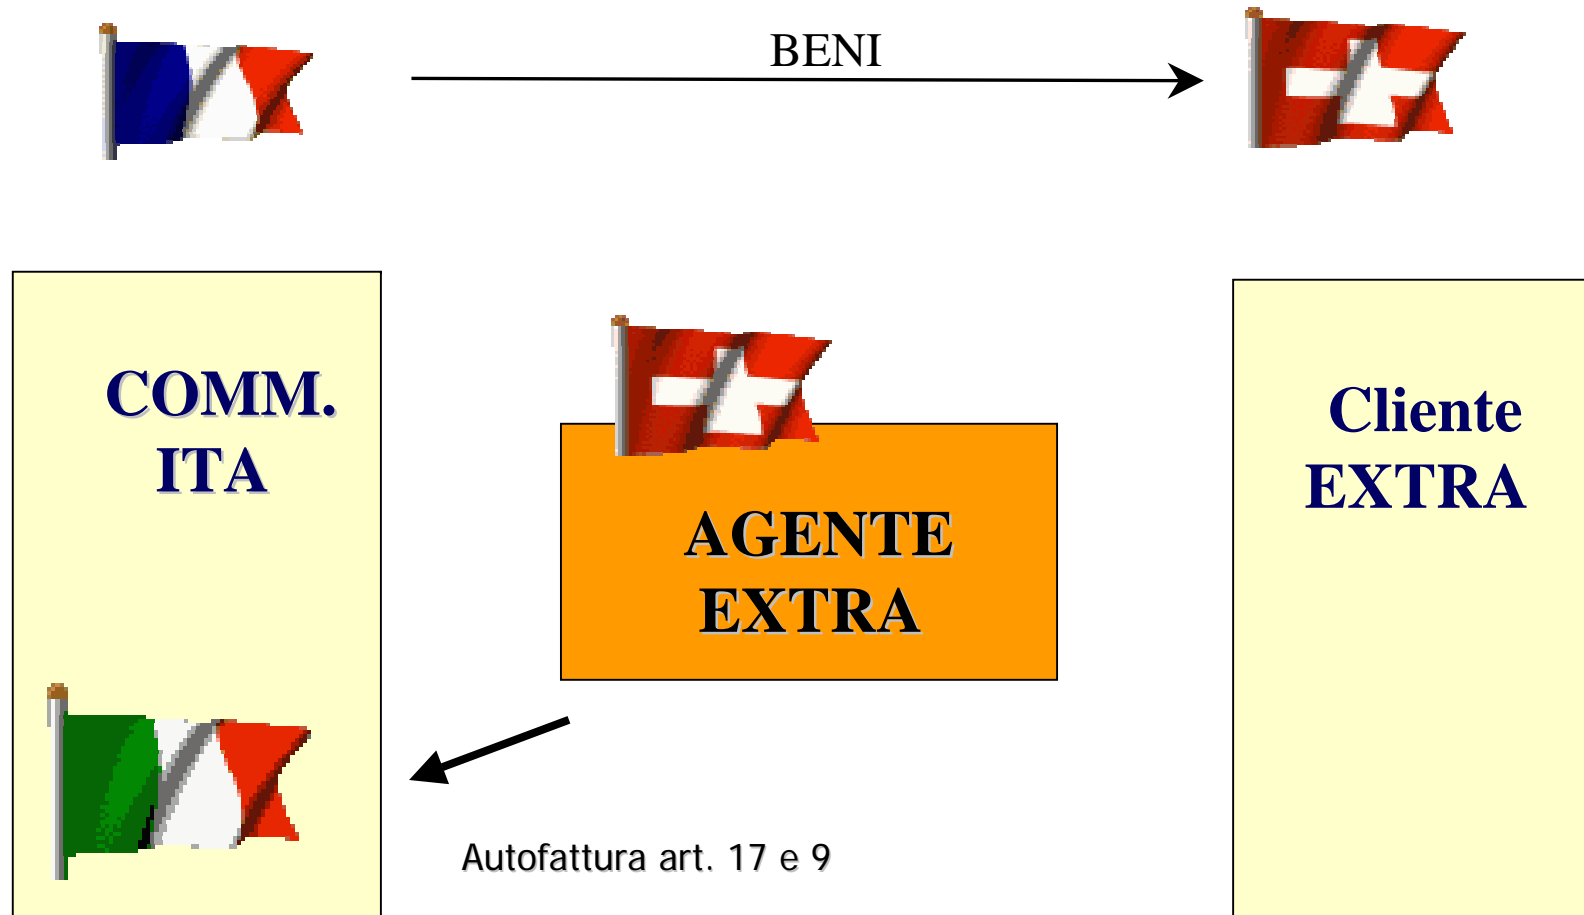 BENI
COMM.
ITA
AGENTE
EXTRA
Cliente
EXTRA
Autofattura art. 17 e 9